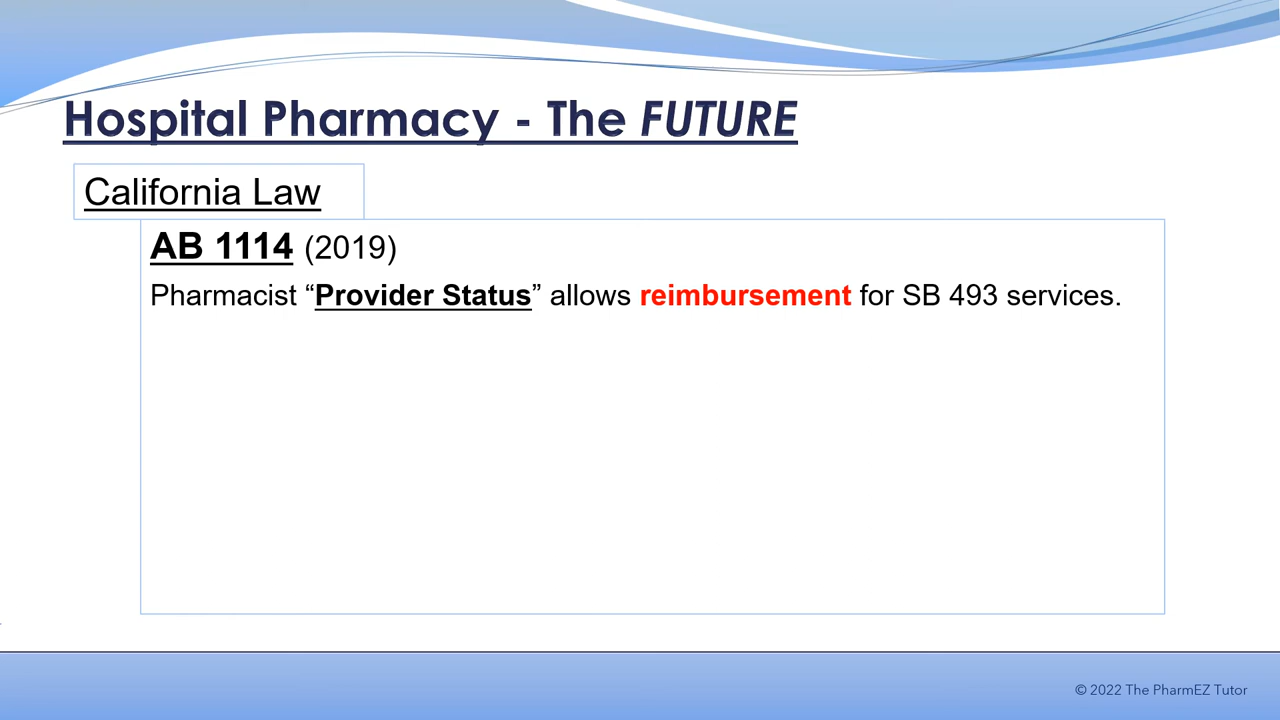 Hospital Pharmacy - The FUTURE
California Law
AB 1114 (2019)
Pharmacist “Provider Status” allows reimbursement for SB 493 services.
© 2022 The PharmEZ Tutor